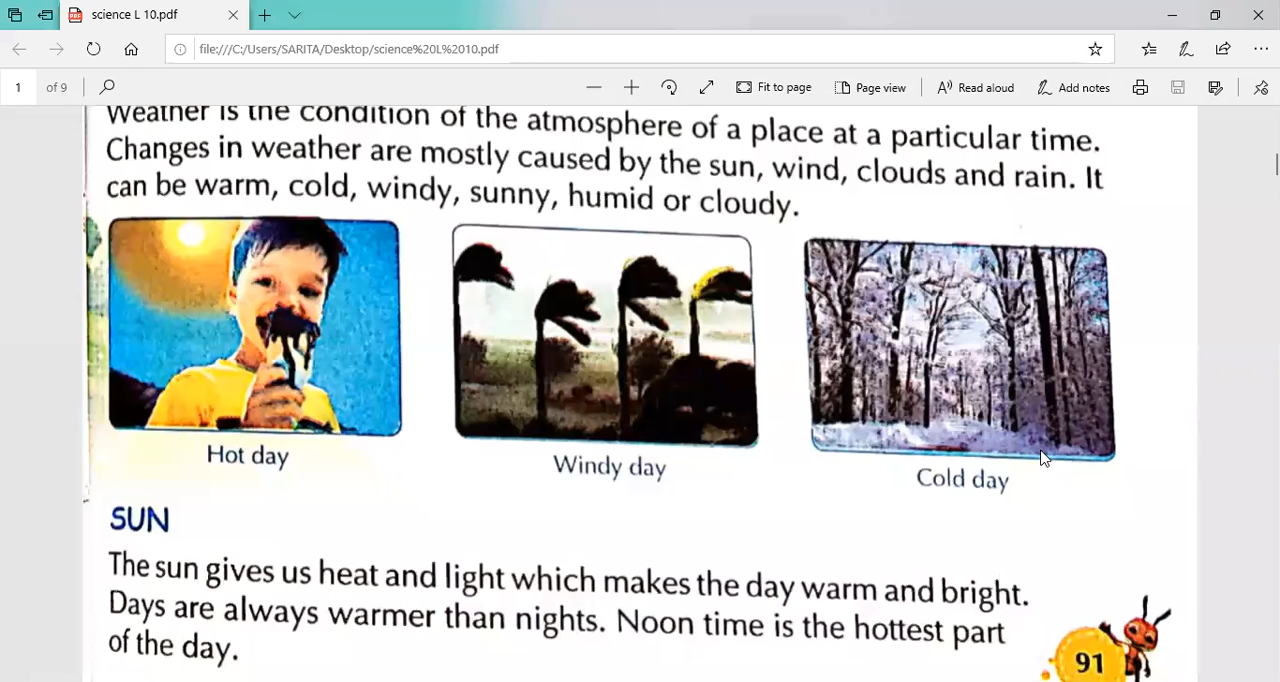 science L 10.pdf
file:///C:/Users/SARITA/Desktop/science%20L%2010.pdf
1 of 9 Fit to page Page view Read aloud Add notes
Weather is the condition of the atmosphere of a place at a particular time.
Changes in weather are mostly caused by the sun, wind, clouds and rain. It
can be warm, cold, windy, sunny, humid or cloudy.
Hot day
Windy day
Cold day
SUN
The sun gives us heat and light which makes the day warm and bright.
Days are always warmer than nights. Noon time is the hottest part
of the day.
91